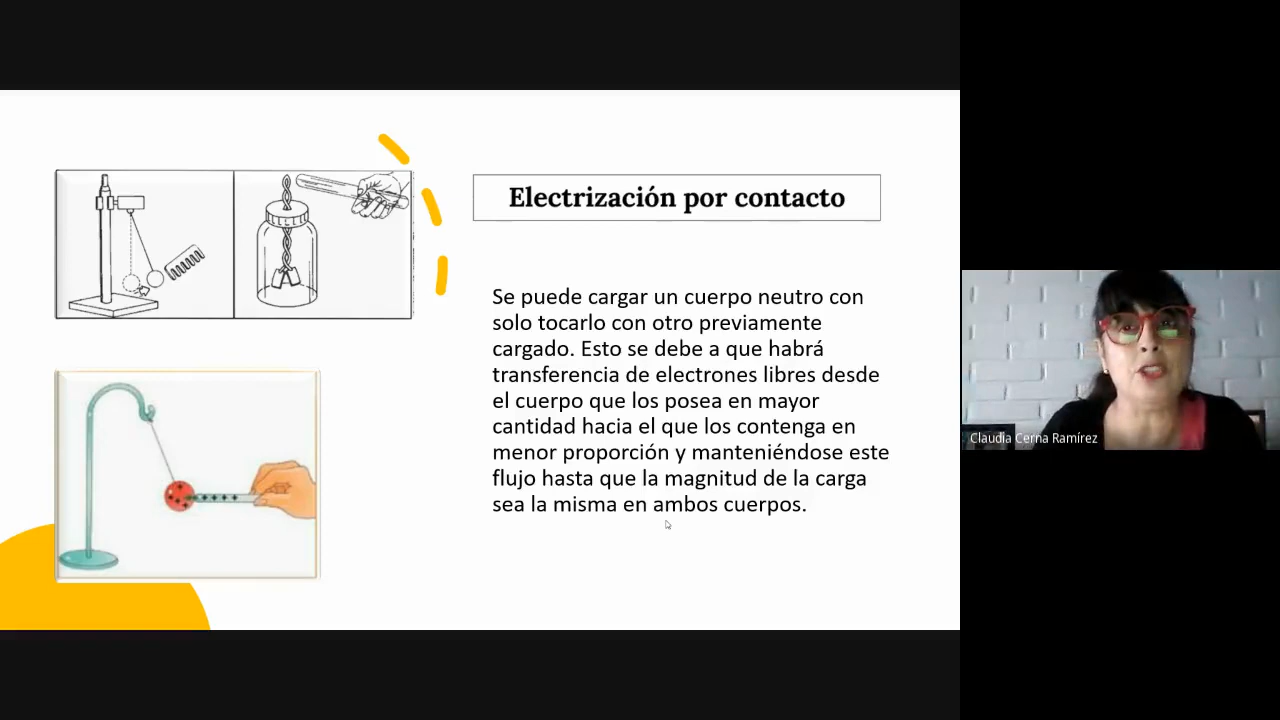 Electrización por contacto
Se puede cargar un cuerpo neutro con
solo tocarlo con otro previamente
cargado. Esto se debe a que habrá
transferencia de electrones libres desde
el cuerpo que los posea en mayor
cantidad hacia el que los contenga en
menor proporción y manteniéndose este
flujo hasta que la magnitud de la carga
sea la misma en ambos cuerpos.
Claudia Cerna Ramírez